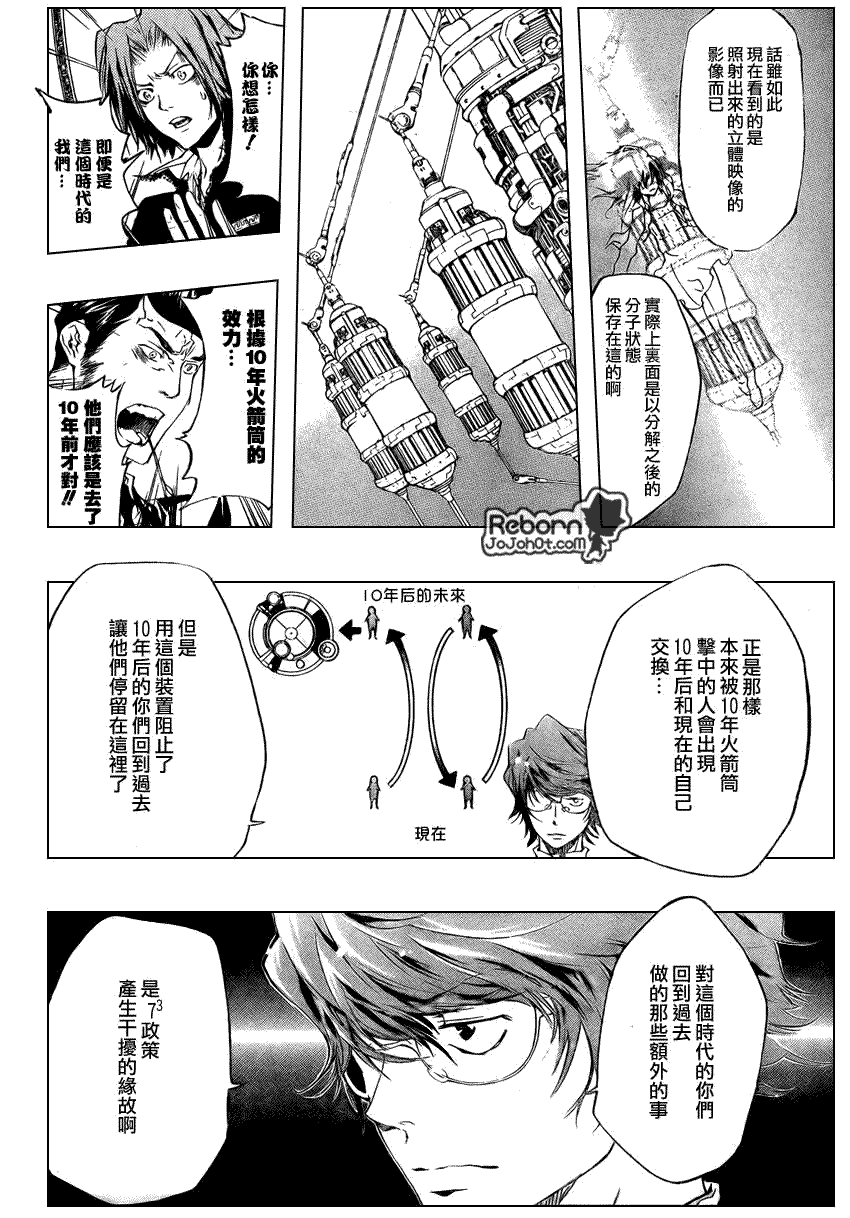 話雖如此
現在看到的是
照射出來的立體映像的
影像而已
實際上裏面是以分解之後的
分子狀態
保存在這的啊
你…
你想怎樣！
即便是
這個時代的
我們…
根據10年火箭筒的
效力…
他們應該是去了
10年前才對!!
Reborn
JoJohOt.com
正是那樣
本來被10年火箭筒
擊中的人會出現
10年后和現在的自己
交換…
10年后的未來
現在
但是
用這個裝置阻止了
10年后的你們回到過去
讓他們停留在這裡了
對這個時代的你們
回到過去
做的那些額外的事
是7³政策
產生干擾的緣故啊